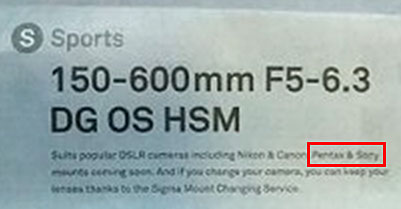 S Sports
150-600mm F5-6.3
DG OS HSM
Suits popular DSLR cameras including Nikon & Canon. Pentax & Sony
mounts coming soon. And if you change your camera, you can keep your
lenses thanks to the Sigma Mount Changing Service.